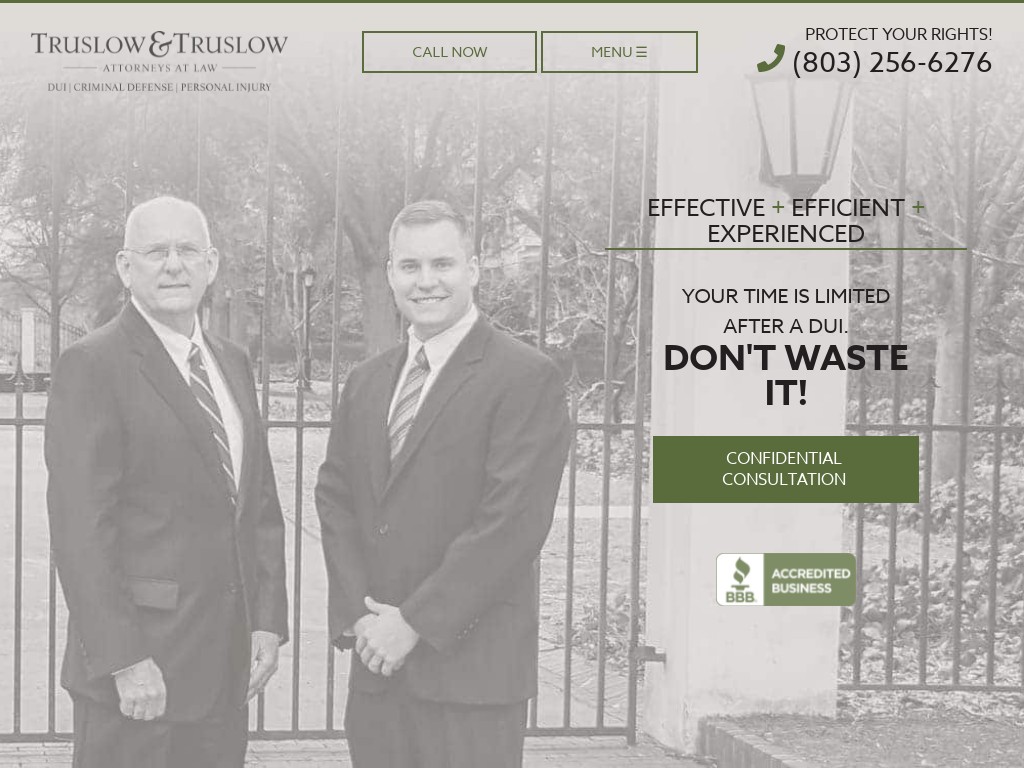 TRUSLOW & TRUSLOW
ATTORNEYS AT LAW
DUI | CRIMINAL DEFENSE | PERSONAL INJURY
CALL NOW
MENU ☰
PROTECT YOUR RIGHTS!
(803) 256-6276
EFFECTIVE + EFFICIENT +
EXPERIENCED
YOUR TIME IS LIMITED
AFTER A DUI.
DON'T WASTE
IT!
CONFIDENTIAL
CONSULTATION
BBB.
ACCREDITED
BUSINESS